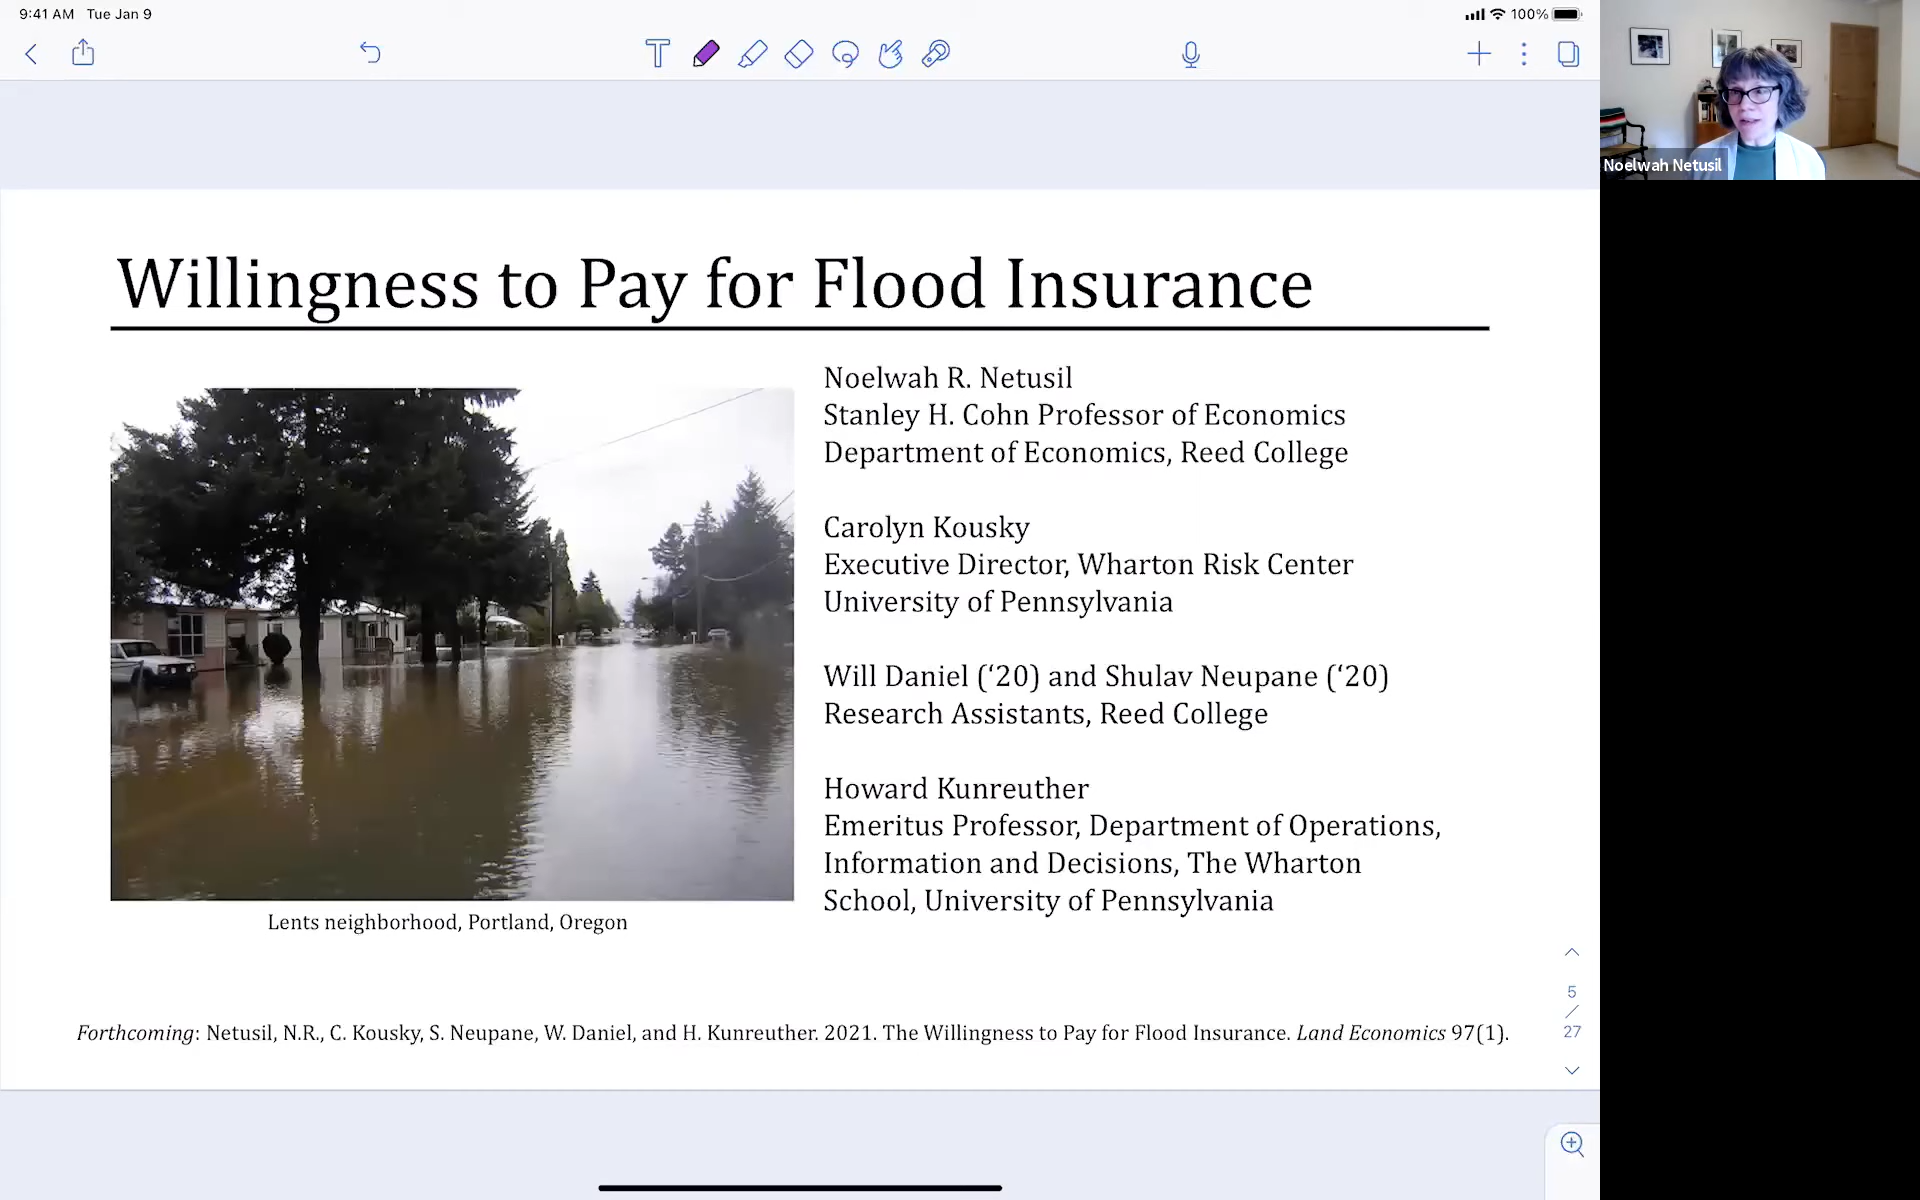 9:41 AM Tue Jan 9
100%
Noelwah Netusil
Willingness to Pay for Flood Insurance
Noelwah R. Netusil
Stanley H. Cohn Professor of Economics
Department of Economics, Reed College
Carolyn Kousky
Executive Director, Wharton Risk Center
University of Pennsylvania
Will Daniel (‘20) and Shulav Neupane (‘20)
Research Assistants, Reed College
Howard Kunreuther
Emeritus Professor, Department of Operations,
Information and Decisions, The Wharton
School, University of Pennsylvania
Lents neighborhood, Portland, Oregon
5
/
27
Forthcoming: Netusil, N.R., C. Kousky, S. Neupane, W. Daniel, and H. Kunreuther. 2021. The Willingness to Pay for Flood Insurance. Land Economics 97(1).